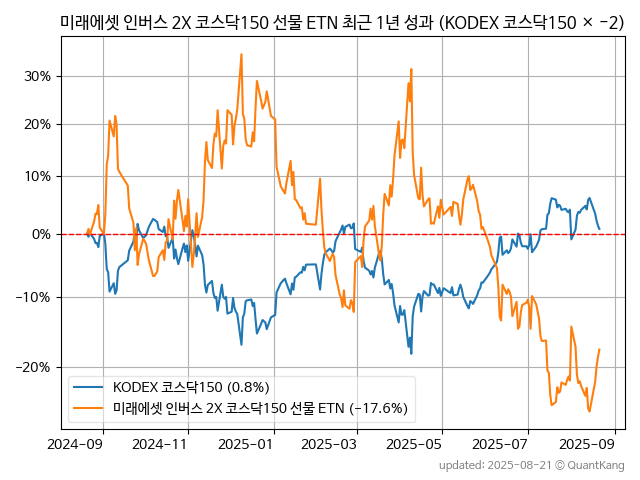 미래에셋 인버스 2X 코스닥150 선물 ETN 최근 1년 성과 (KODEX 코스닥150 × −2)
30%
20%
10%
0%
−10%
−20%
KODEX 코스닥150 (0.8%)
미래에셋 인버스 2X 코스닥150 선물 ETN (−17.6%)
2024−09 2024−11 2025−01 2025−03 2025−05 2025−07 2025−09
updated: 2025-08-21 © QuantKang